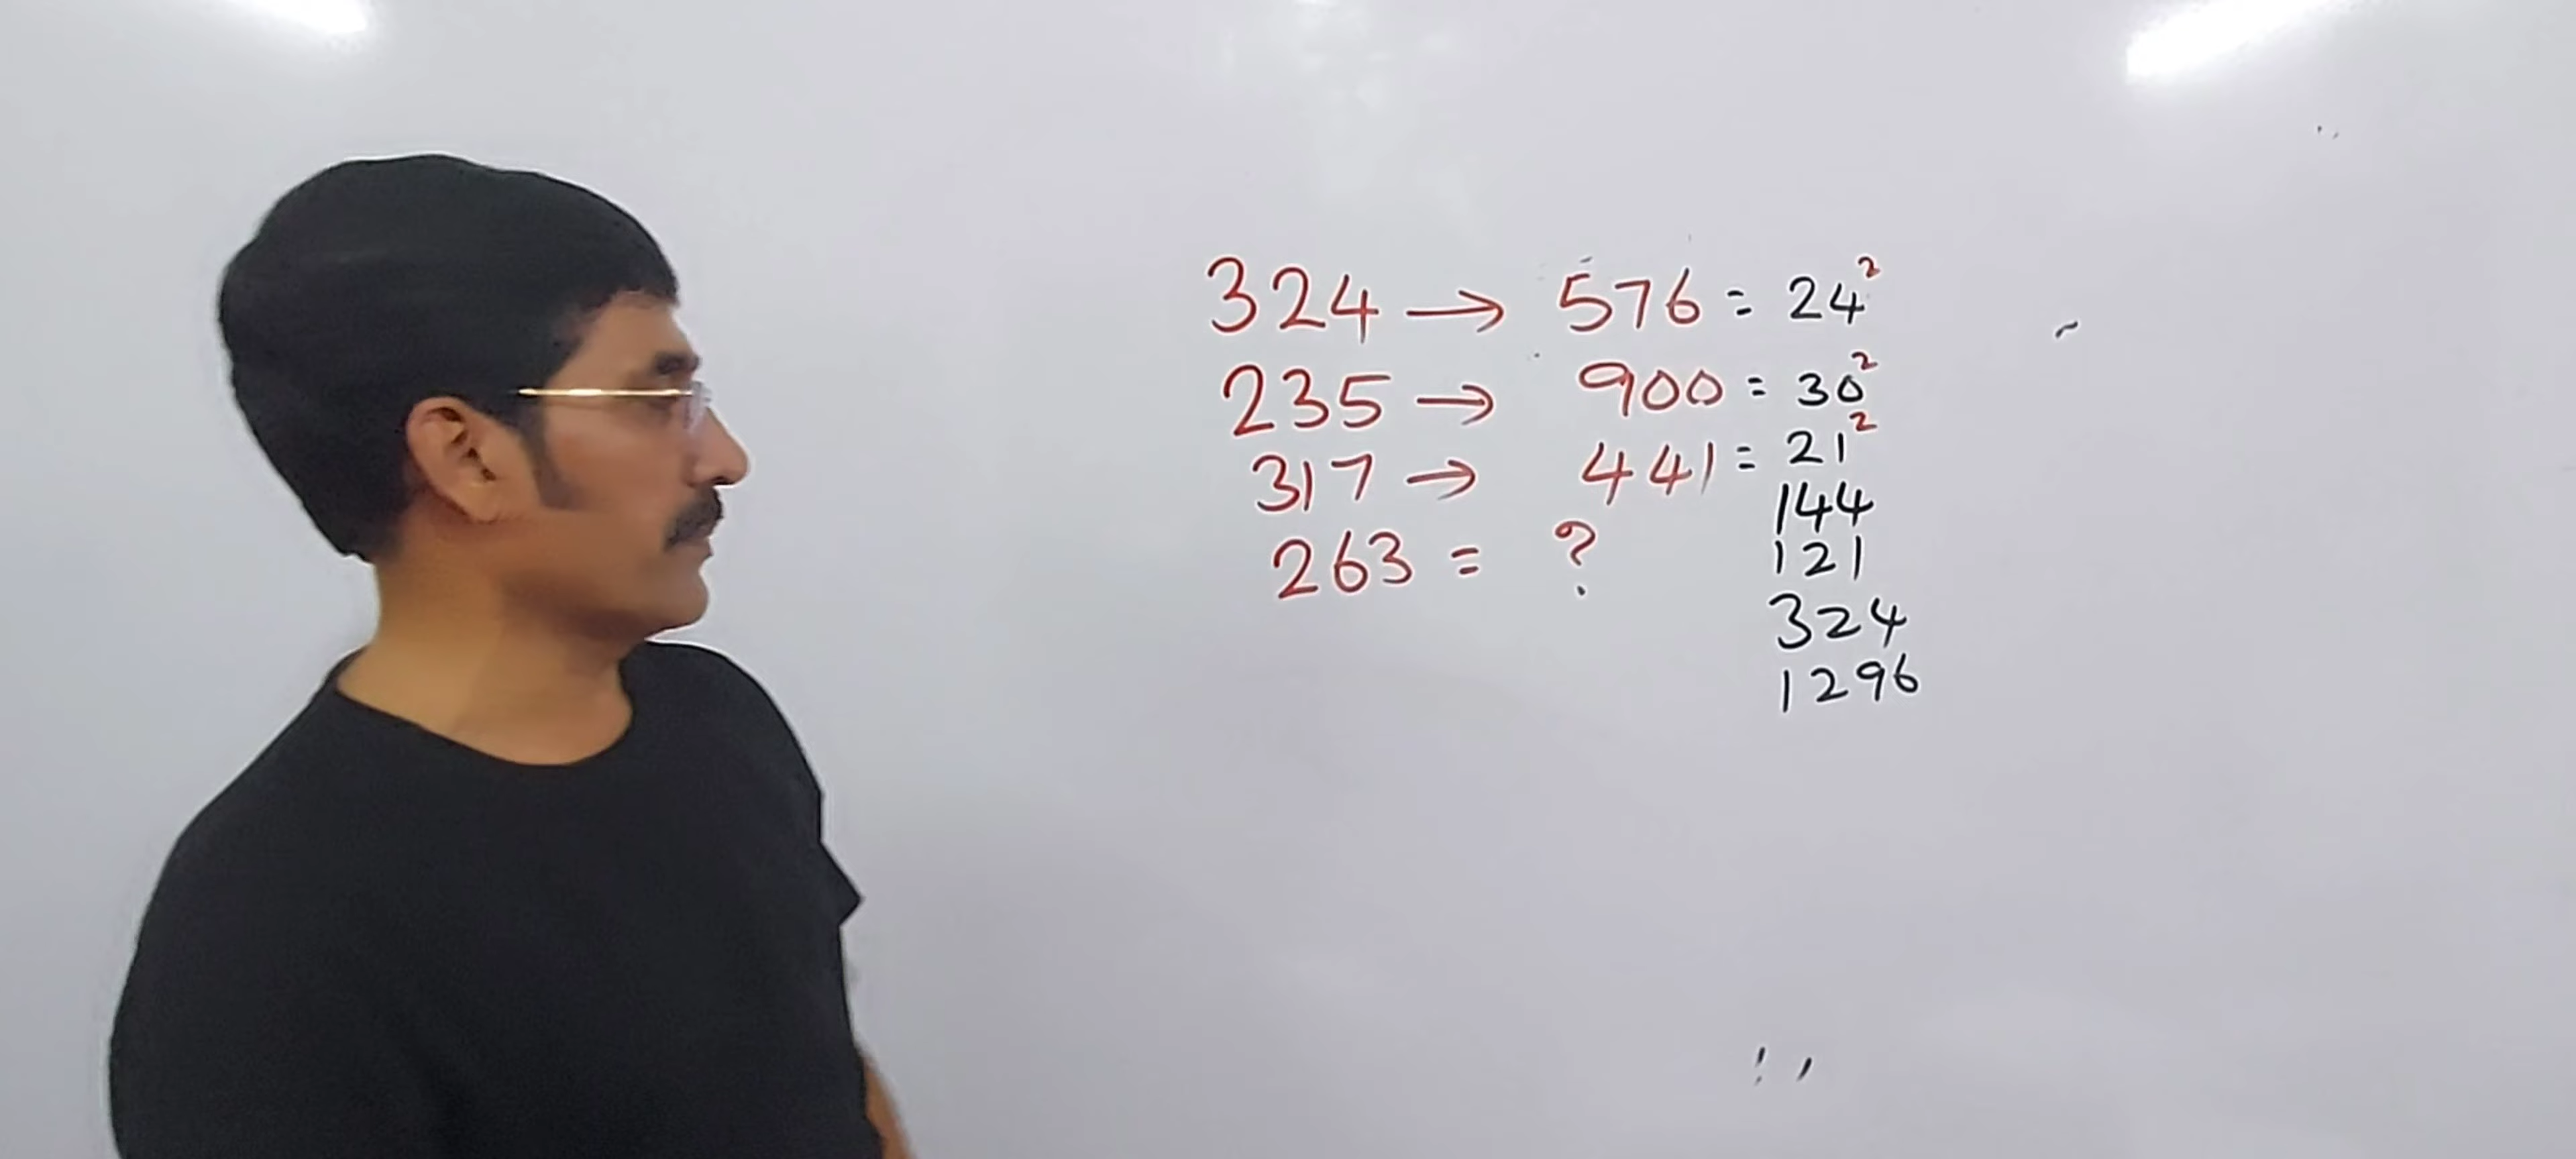 324 → 576 = 24²
235 → 900 = 30²
317 → 441 = 21²
263 = ?
144
121
324
1296